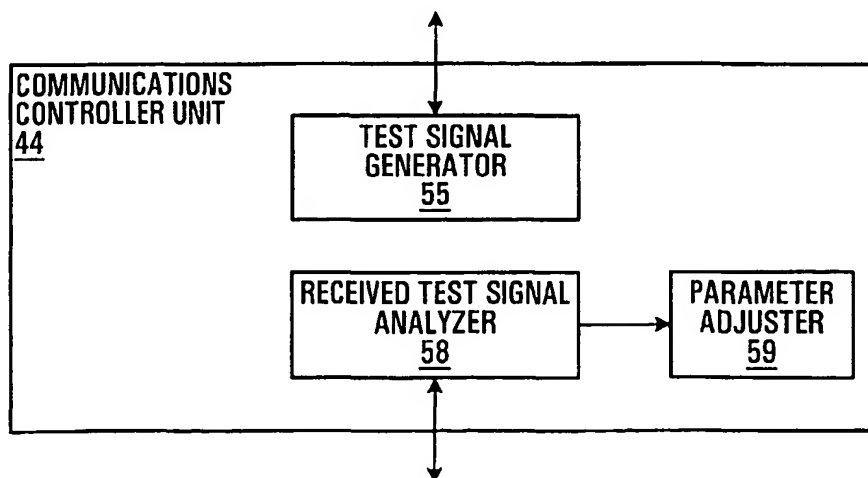 COMMUNICATIONS
CONTROLLER UNIT
44
TEST SIGNAL
GENERATOR
55
RECEIVED TEST SIGNAL
ANALYZER
58
PARAMETER
ADJUSTER
59